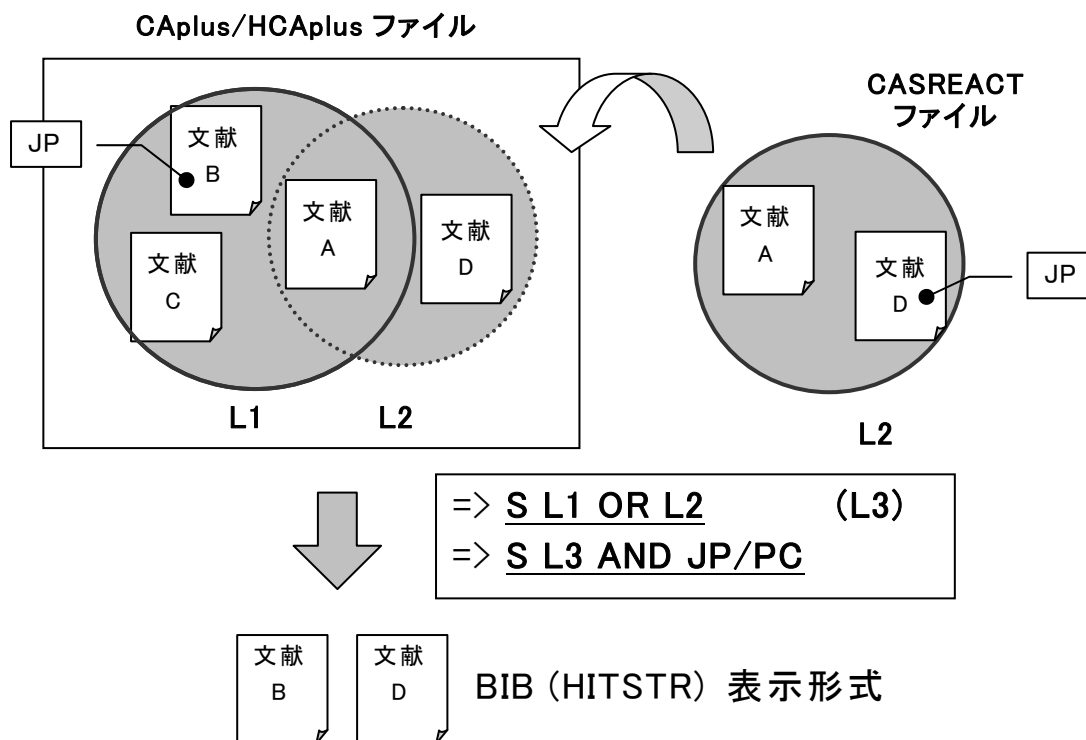 CAplus/HCAplus ファイル
CASREACT
ファイル
JP
文献
B
文献
A
文献
D
文献
C
文献
A
文献
D
JP
L1
L2
L2
=> S L1 OR L2 (L3)
=> S L3 AND JP/PC
文献
B
文献
D
BIB (HITSTR) 表示形式